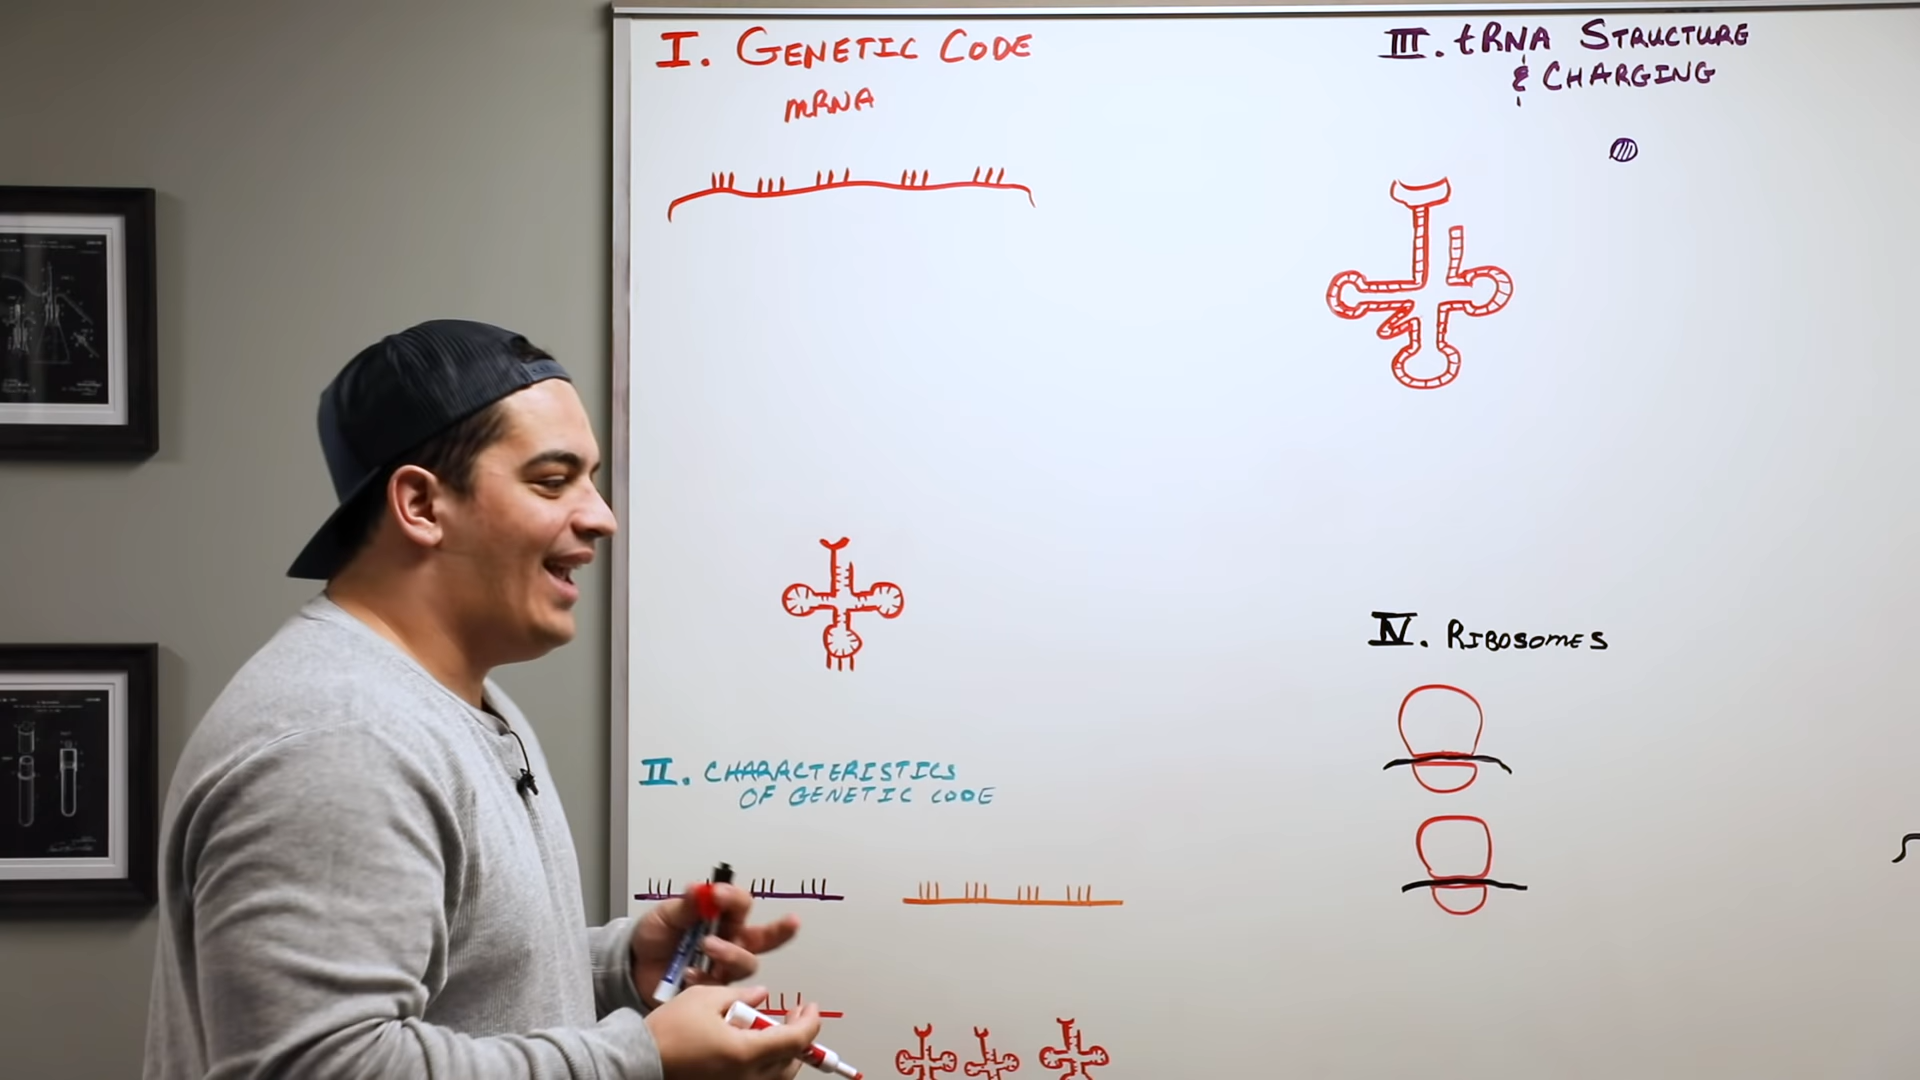 I. GENETIC CODE
mRNA
II. CHARACTERISTICS
OF GENETIC CODE
III. tRNA STRUCTURE
& CHARGING
IV. RIBOSOMES